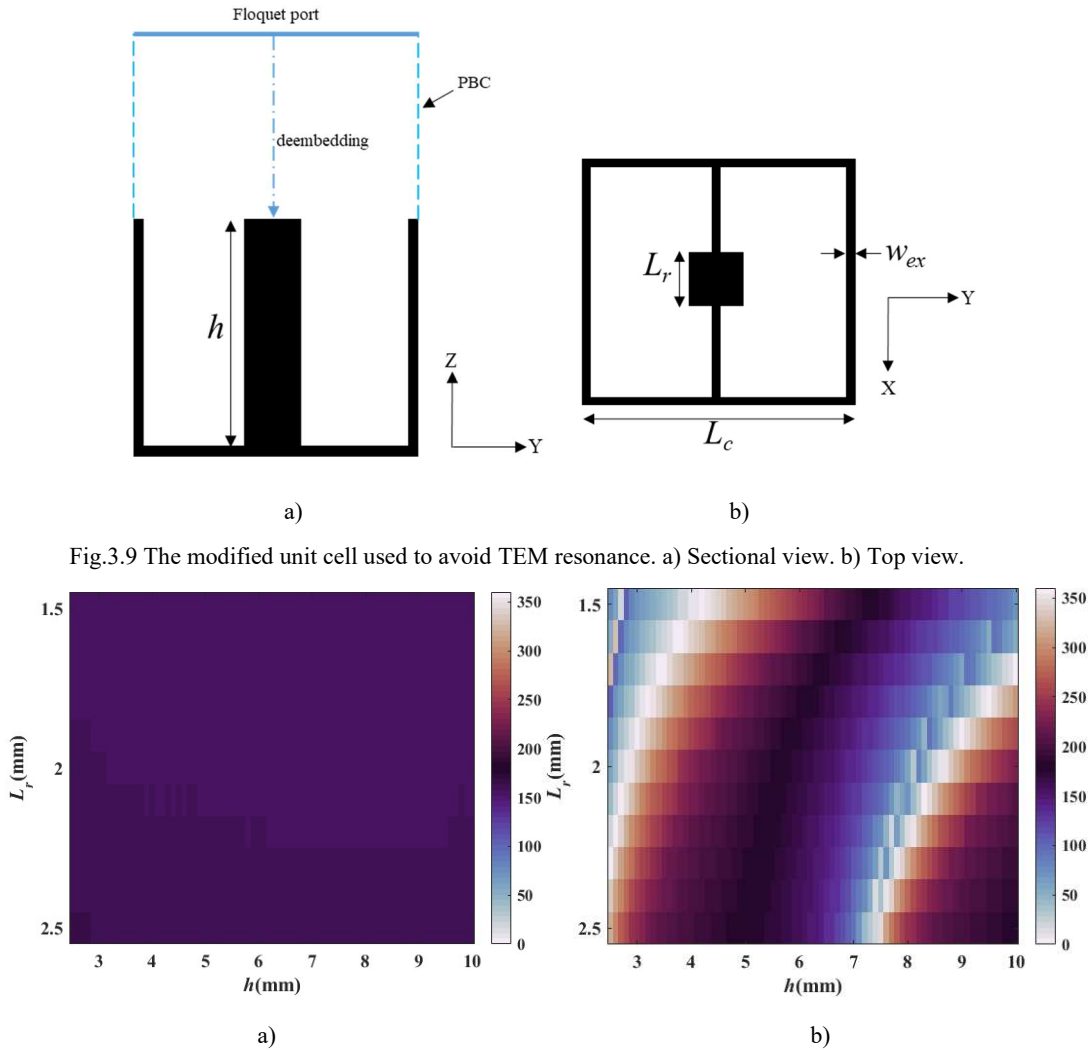 Floquet port
PBC
deembedding
h
Z
Y
L_r
w_ex
Y
X
L_c
a)
b)
Fig.3.9 The modified unit cell used to avoid TEM resonance. a) Sectional view. b) Top view.
1.5
2
2.5
L_r(mm)
3 4 5 6 7 8 9 10
h(mm)
350
300
250
200
150
100
50
0
1.5
2
2.5
L_r(mm)
3 4 5 6 7 8 9 10
h(mm)
350
300
250
200
150
100
50
0
a)
b)